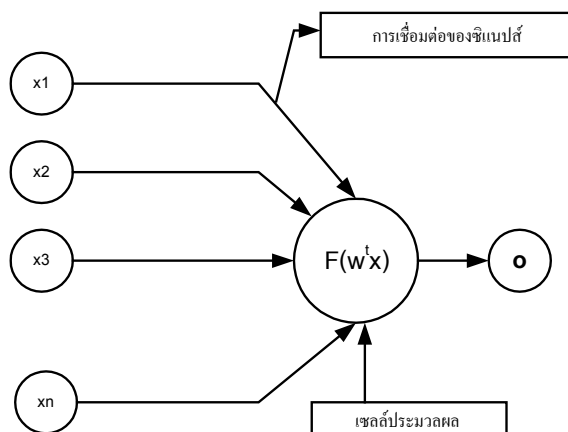 การเชื่อมต่อของซิแนปส์
x1
x2
x3
F(wᵗx)
o
xn
เซลล์ประมวลผล